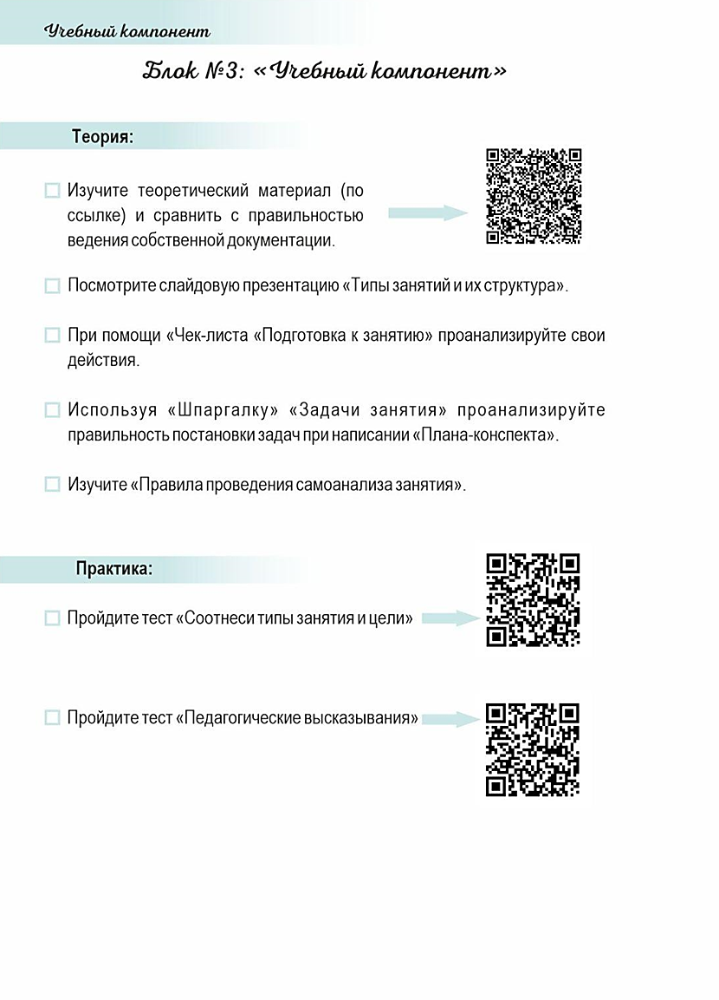 Учебный компонент
Блок №3: «Учебный компонент»
Теория:
Изучите теоретический материал (по
ссылке) и сравнить с правильностью
ведения собственной документации.
Посмотрите слайдовую презентацию «Типы занятий и их структура».
При помощи «Чек-листа «Подготовка к занятию» проанализируйте свои
действия.
Используя «Шпаргалку» «Задачи занятия» проанализируйте
правильность постановки задач при написании «Плана-конспекта».
Изучите «Правила проведения самоанализа занятия».
Практика:
Пройдите тест «Соотнеси типы занятия и цели»
Пройдите тест «Педагогические высказывания»